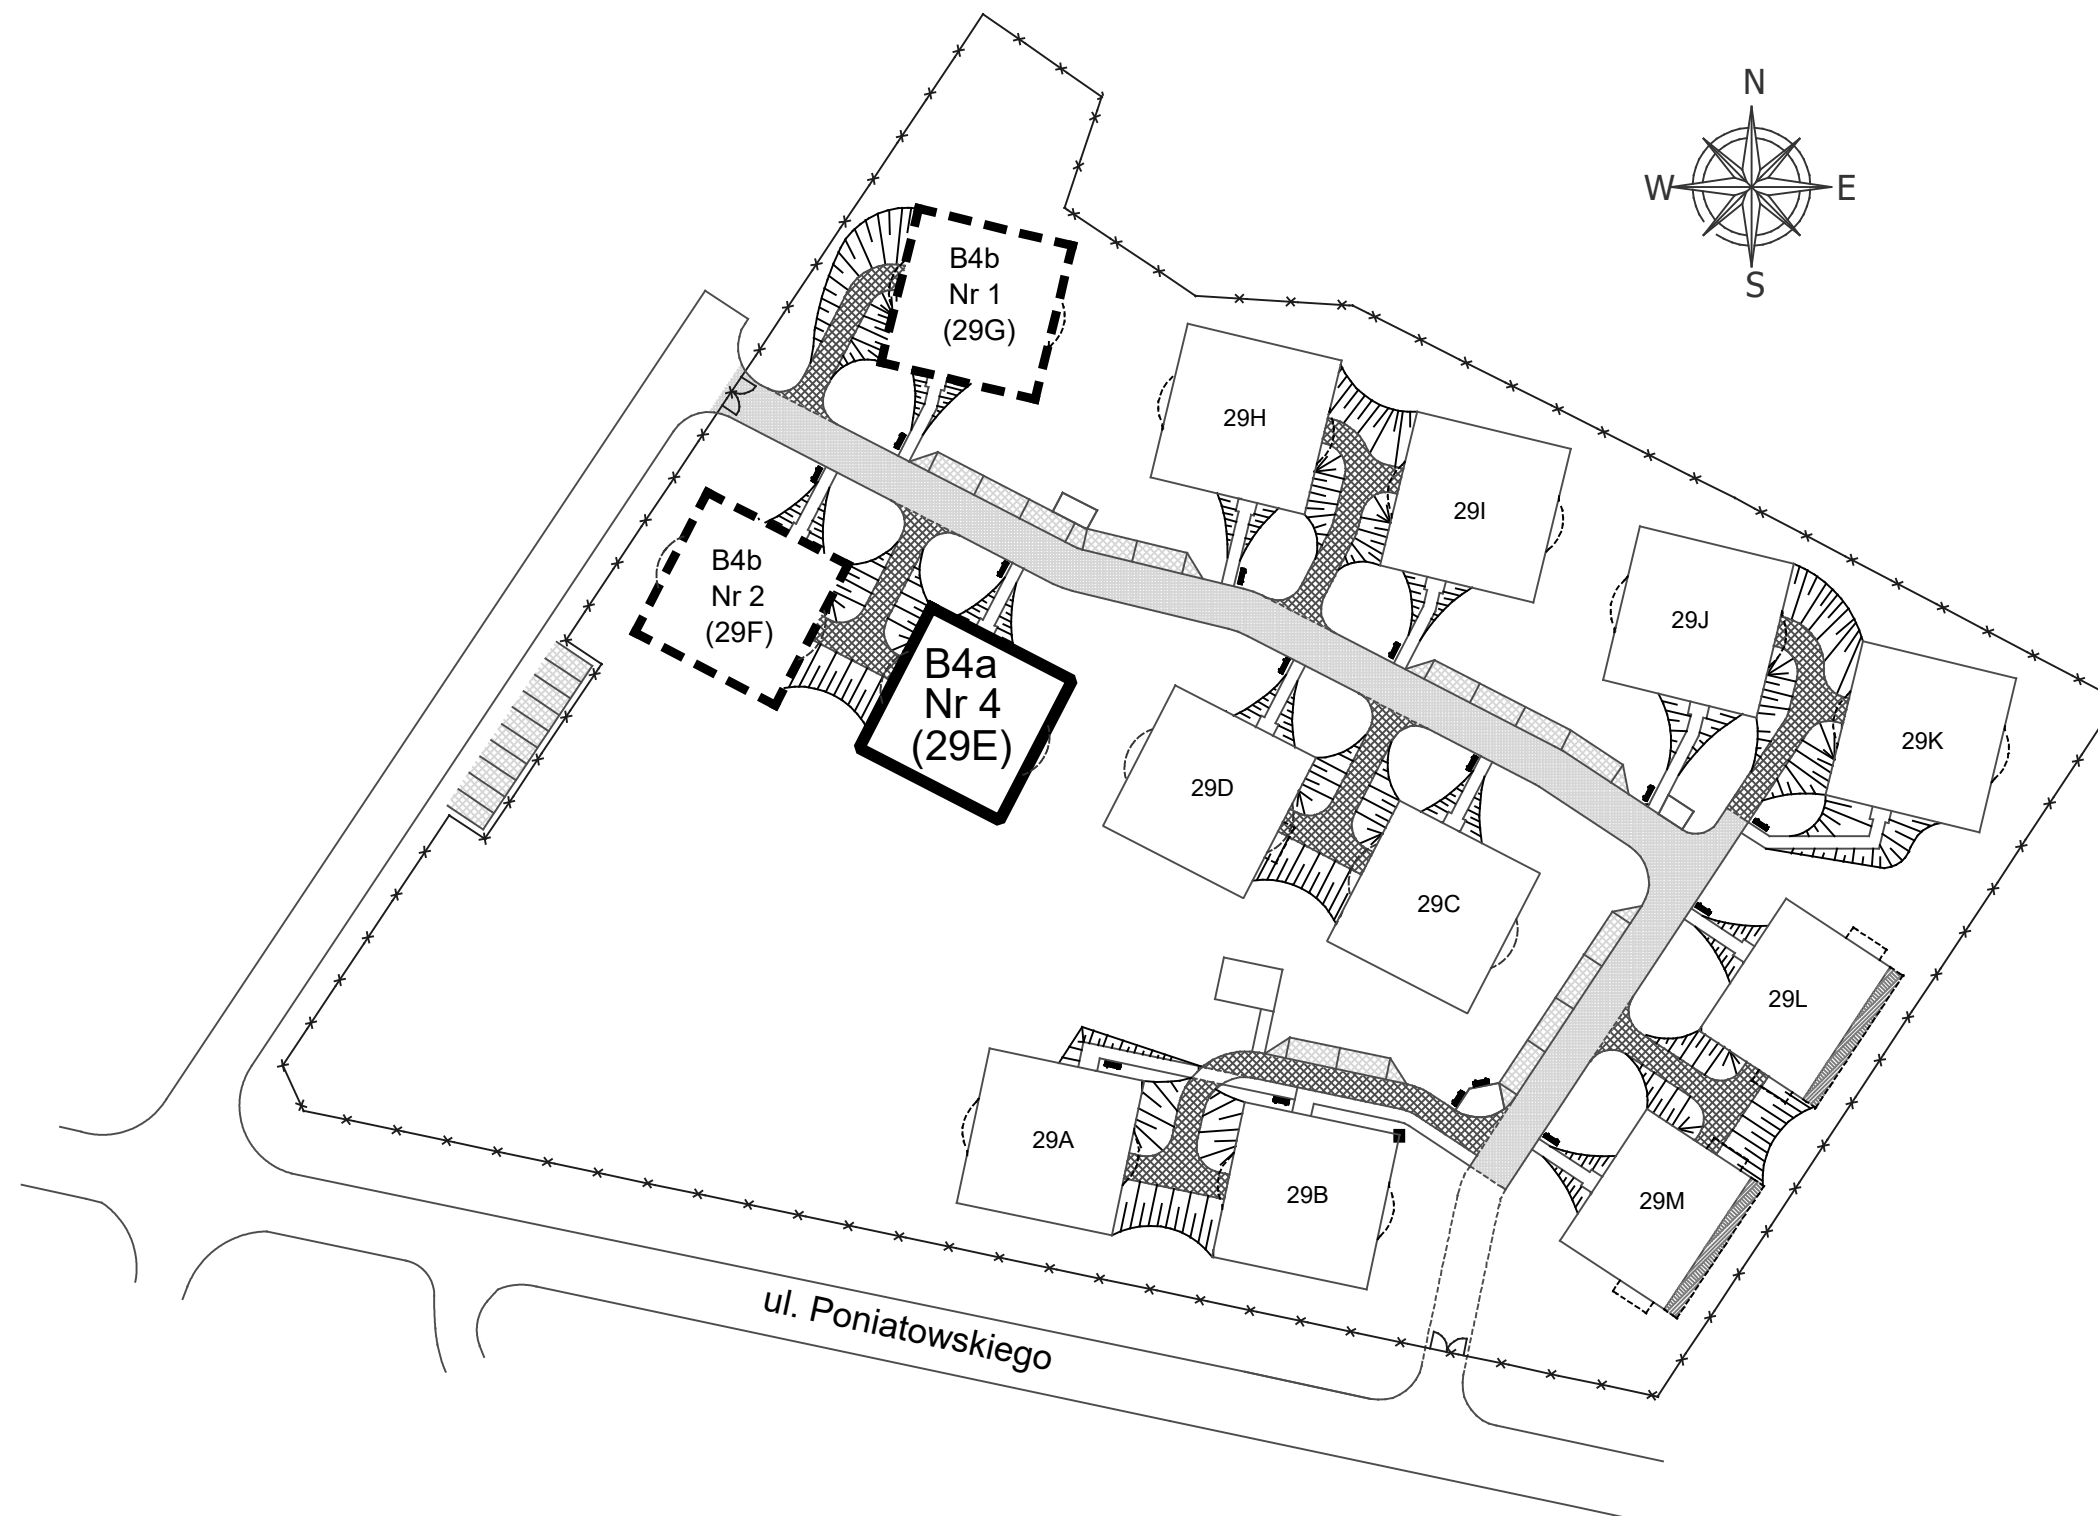 N
W
E
S
B4b
Nr 1
(29G)
29H
29I
B4b
Nr 2
(29F)
29J
B4a
Nr 4
(29E)
29K
29D
29C
29L
29A
29B
29M
ul. Poniatowskiego